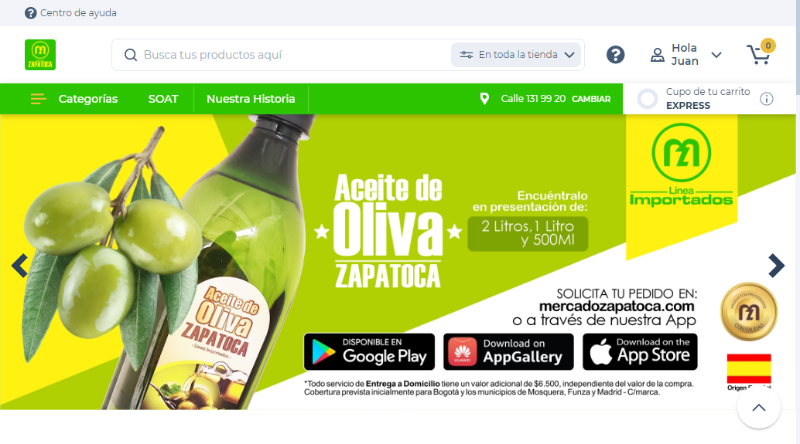 Centro de ayuda
ZAPATOCA
Busca tus productos aquí
En toda la tienda
Hola
Juan
0
Categorías
SOAT
Nuestra Historia
Calle 131 99 20 CAMBIAR
Cupo de tu carrito
EXPRESS
Aceite de
Oliva
ZAPATOCA
Encuéntralo
en presentación de:
2 Litros, 1 Litro
y 500Ml
Línea
Importados
Aceite de
Oliva
ZAPATOCA
SOLICITA TU PEDIDO EN:
mercadozapatoca.com
o a través de nuestra App
DISPONIBLE EN
Google Play
HUAWEI
Download on
AppGallery
Download on the
App Store
*Todo servicio de Entrega a Domicilio tiene un valor adicional de $6.500, independiente del valor de la compra.
Cobertura prevista inicialmente para Bogotá y los municipios de Mosquera, Funza y Madrid - C/marca.
Origen